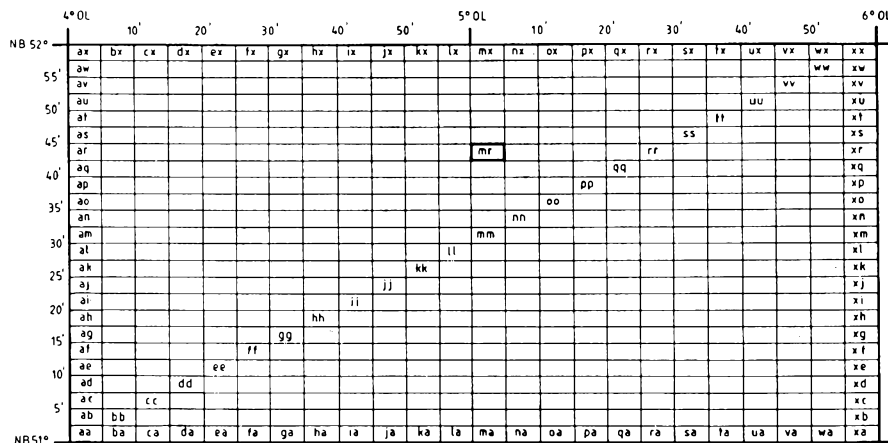 4° OL 10' 20' 30' 40' 50' 5° OL 10' 20' 30' 40' 50' 6° OL
NB 52° ax bx cx dx ex fx gx hx ix jx kx lx mx nx ox px qx rx sx tx ux vx wx xx
aw ww xw
55' av vv xv
au uu xu
50' at tt xt
as ss xs
45' ar mr rr xr
aq qq xq
40' ap pp xp
ao oo xo
35' an nn xn
am mm xm
30' al ll xl
ak kk xk
25' aj jj xj
ai ii xi
20' ah hh xh
ag gg xg
15' af ff xf
ae ee xe
10' ad dd xd
ac cc xc
5' ab bb xb
NB 51° aa ba ca da ea fa ga ha ia ja ka la ma na oa pa qa ra sa ta ua va wa xa